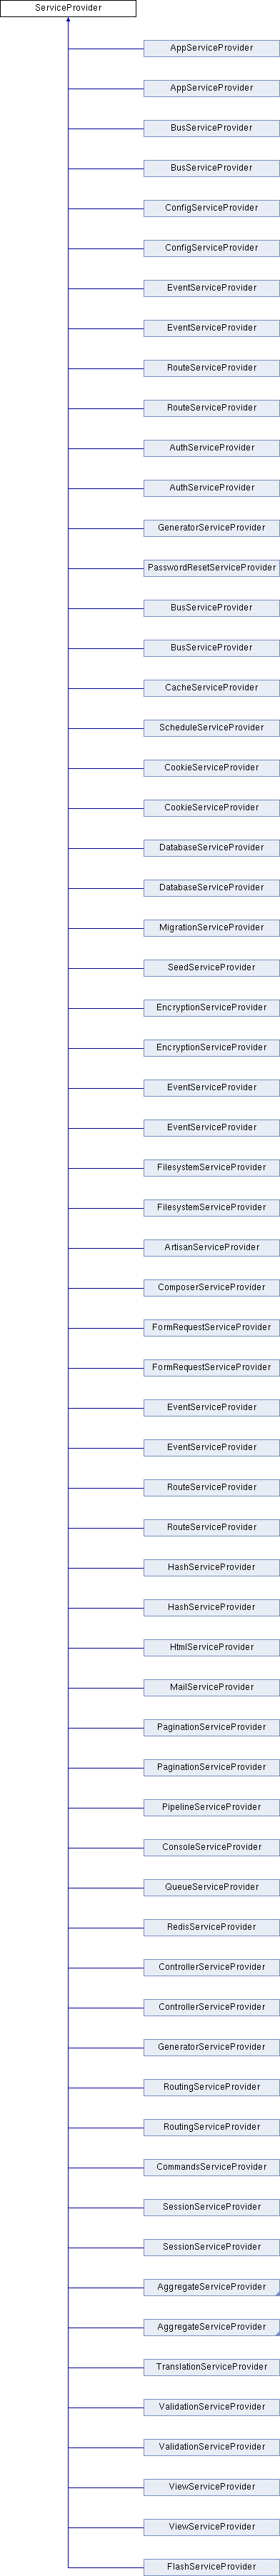 ServiceProvider
AppServiceProvider
AppServiceProvider
BusServiceProvider
BusServiceProvider
ConfigServiceProvider
ConfigServiceProvider
EventServiceProvider
EventServiceProvider
RouteServiceProvider
RouteServiceProvider
AuthServiceProvider
AuthServiceProvider
GeneratorServiceProvider
PasswordResetServiceProvider
BusServiceProvider
BusServiceProvider
CacheServiceProvider
ScheduleServiceProvider
CookieServiceProvider
CookieServiceProvider
DatabaseServiceProvider
DatabaseServiceProvider
MigrationServiceProvider
SeedServiceProvider
EncryptionServiceProvider
EncryptionServiceProvider
EventServiceProvider
EventServiceProvider
FilesystemServiceProvider
FilesystemServiceProvider
ArtisanServiceProvider
ComposerServiceProvider
FormRequestServiceProvider
FormRequestServiceProvider
EventServiceProvider
EventServiceProvider
RouteServiceProvider
RouteServiceProvider
HashServiceProvider
HashServiceProvider
HtmlServiceProvider
MailServiceProvider
PaginationServiceProvider
PaginationServiceProvider
PipelineServiceProvider
ConsoleServiceProvider
QueueServiceProvider
RedisServiceProvider
ControllerServiceProvider
ControllerServiceProvider
GeneratorServiceProvider
RoutingServiceProvider
RoutingServiceProvider
CommandsServiceProvider
SessionServiceProvider
SessionServiceProvider
AggregateServiceProvider
AggregateServiceProvider
TranslationServiceProvider
ValidationServiceProvider
ValidationServiceProvider
ViewServiceProvider
ViewServiceProvider
FlashServiceProvider